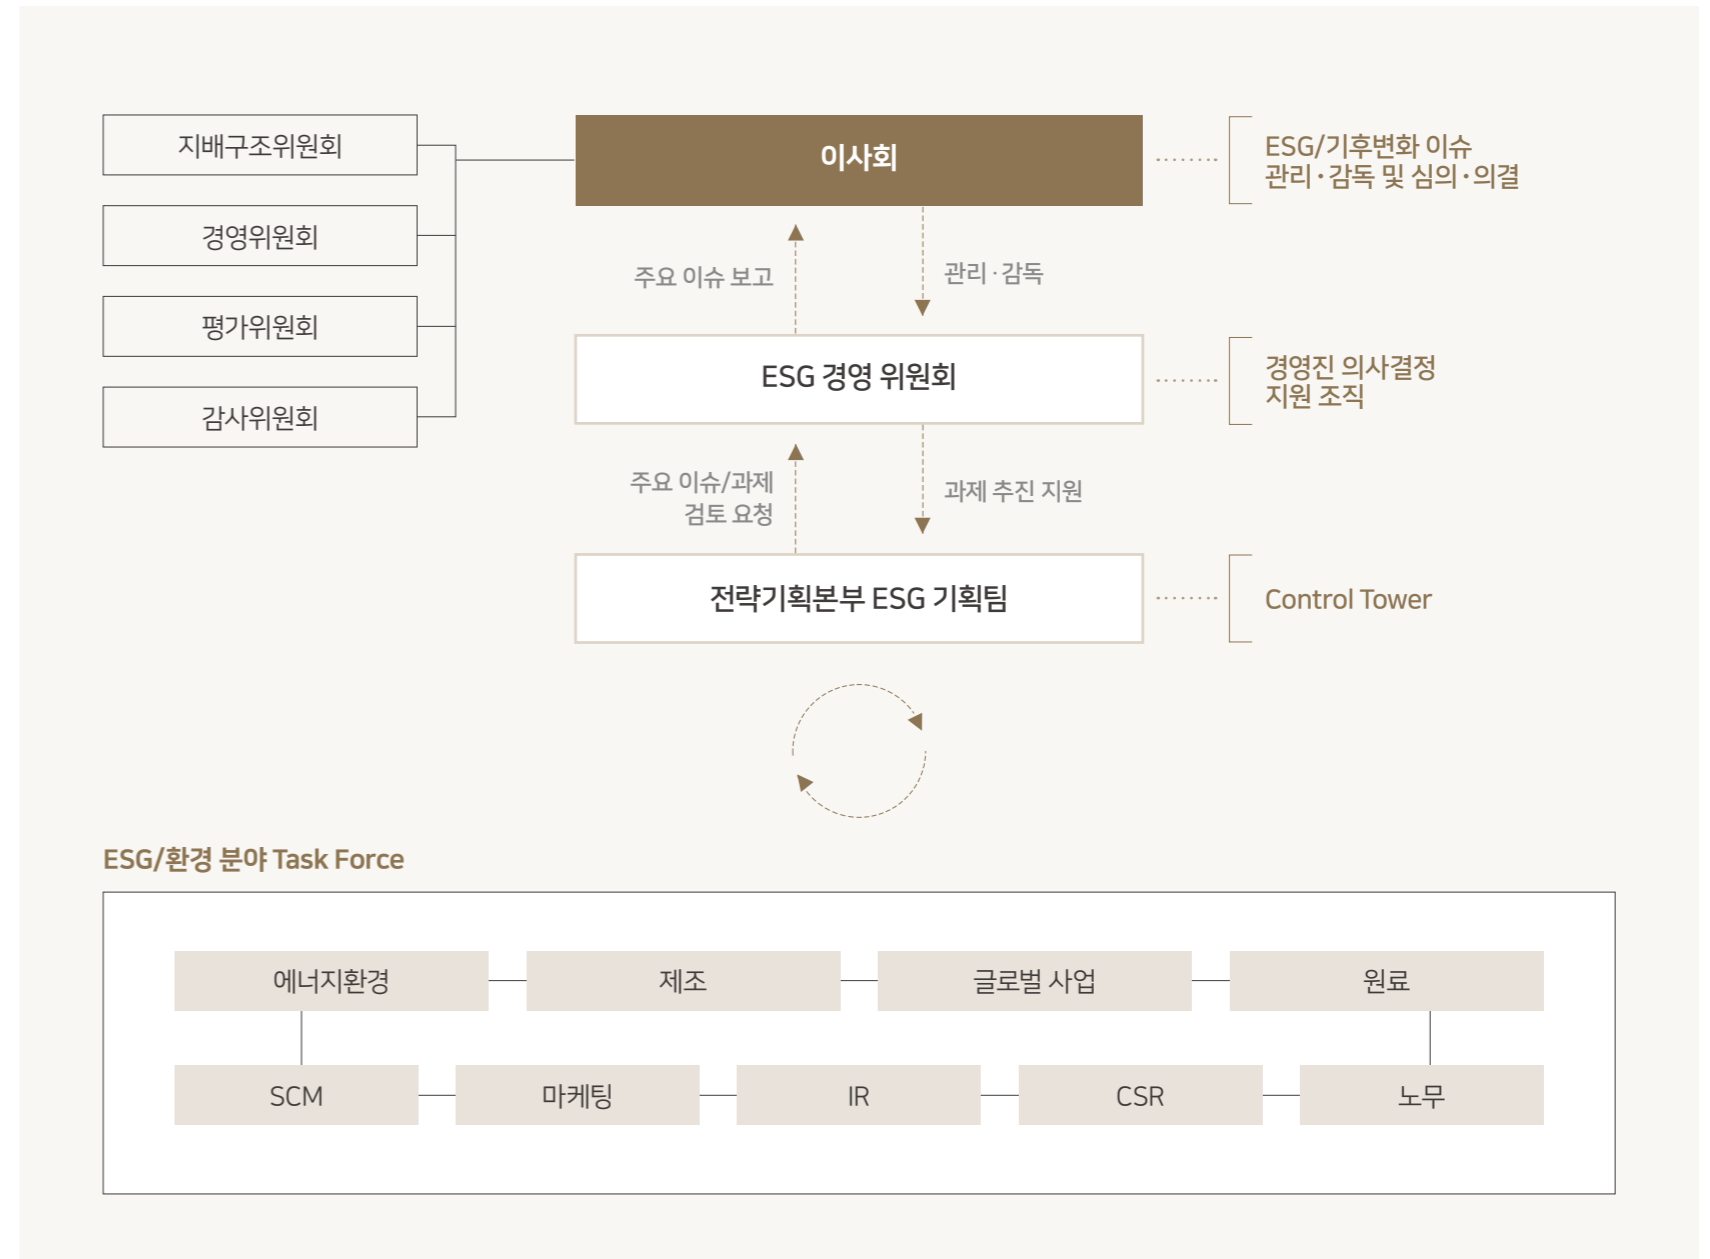 지배구조위원회
경영위원회
평가위원회
감사위원회
이사회
ESG/기후변화 이슈
관리·감독 및 심의·의결
주요 이슈 보고
관리·감독
ESG 경영 위원회
경영진 의사결정
지원 조직
주요 이슈/과제
검토 요청
과제 추진 지원
전략기획본부 ESG 기획팀
Control Tower
ESG/환경 분야 Task Force
에너지환경
제조
글로벌 사업
원료
SCM
마케팅
IR
CSR
노무